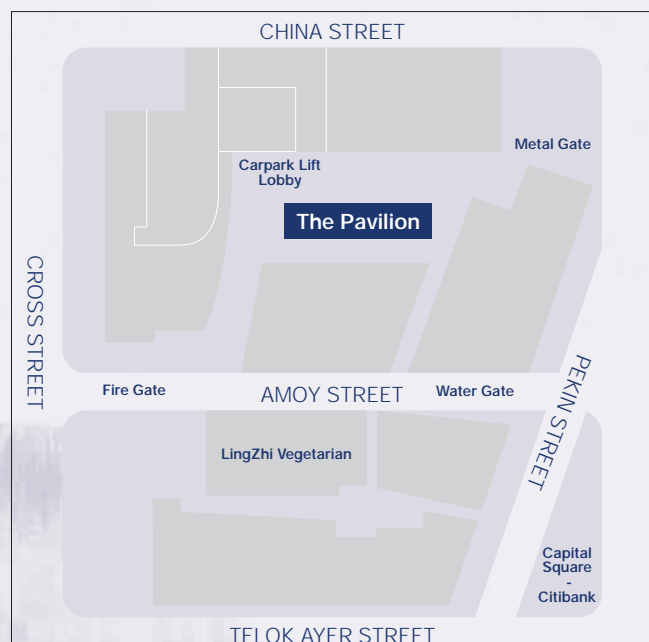 CHINA STREET
Metal Gate
Carpark Lift
Lobby
The Pavilion
CROSS STREET
PEKIN STREET
Fire Gate
AMOY STREET
Water Gate
LingZhi Vegetarian
Capital
Square
-
Citibank
TELOK AYER STREET